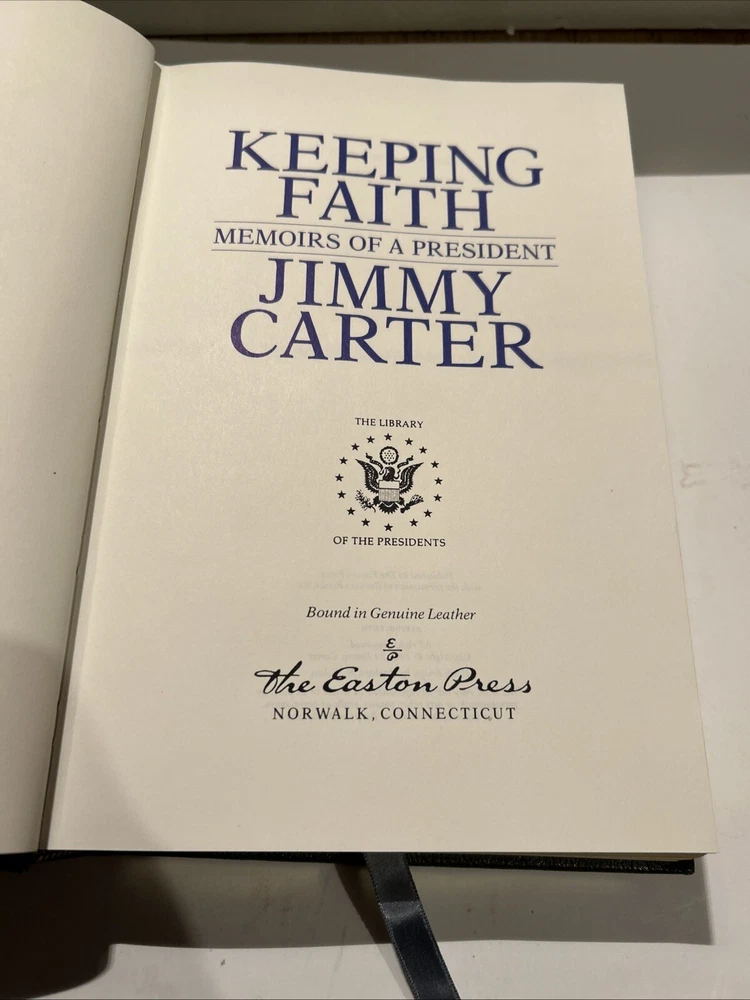 KEEPING
FAITH
MEMOIRS OF A PRESIDENT
JIMMY
CARTER
THE LIBRARY
OF THE PRESIDENTS
Bound in Genuine Leather
E
P
The Easton Press
NORWALK, CONNECTICUT